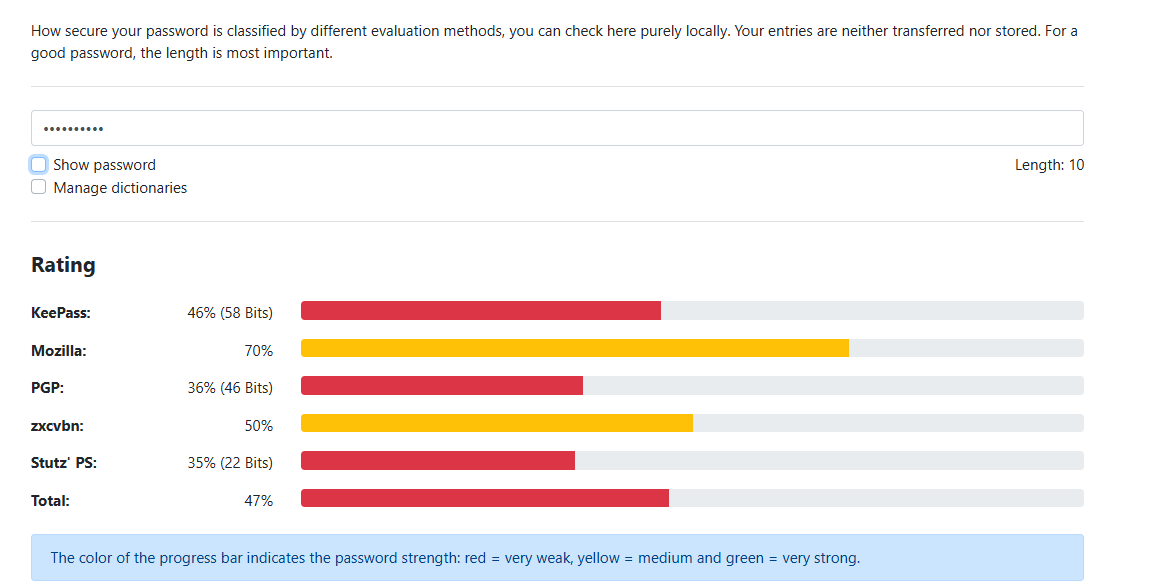 How secure your password is classified by different evaluation methods, you can check here purely locally. Your entries are neither transferred nor stored. For a
good password, the length is most important.
••••••••••
Show password Length: 10
Manage dictionaries
Rating
KeePass: 46% (58 Bits)
Mozilla: 70%
PGP: 36% (46 Bits)
zxcvbn: 50%
Stutz' PS: 35% (22 Bits)
Total: 47%
The color of the progress bar indicates the password strength: red = very weak, yellow = medium and green = very strong.